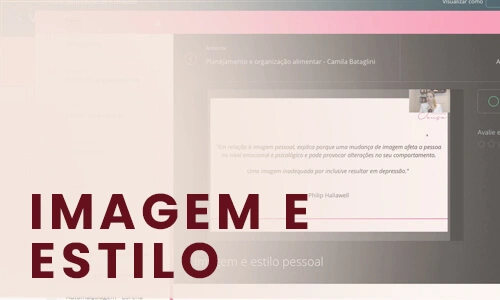 Visualizar como
Planejamento e organização alimentar - Camila Bataglini
"Em relação à imagem pessoal, explica porque uma mudança de imagem afeta a pessoa
no nível emocional e psicológico e pode provocar alterações no seu comportamento.
Uma imagem inadequada por inclusive resultar em depressão."
Philip Hallawell
Avalie e
IMAGEM E
ESTILO
em e estilo pessoal